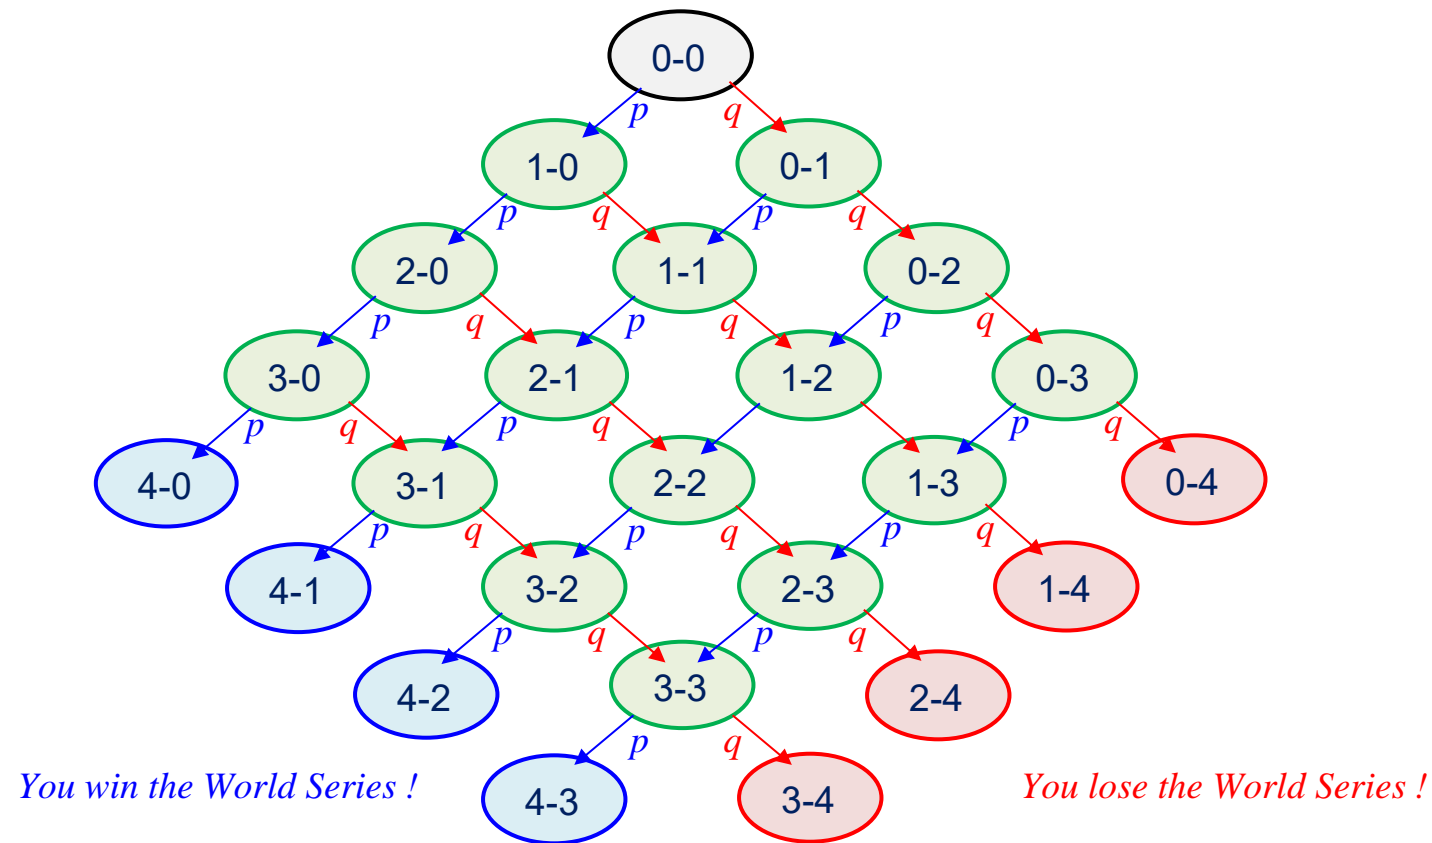 0-0
p q
1-0 0-1
p q p q
2-0 1-1 0-2
p q p q p q
3-0 2-1 1-2 0-3
p q p q p q
4-0 3-1 2-2 1-3 0-4
p q p q p q
4-1 3-2 2-3 1-4
p q p q
4-2 3-3 2-4
p q
You win the World Series ! 4-3 3-4 You lose the World Series !